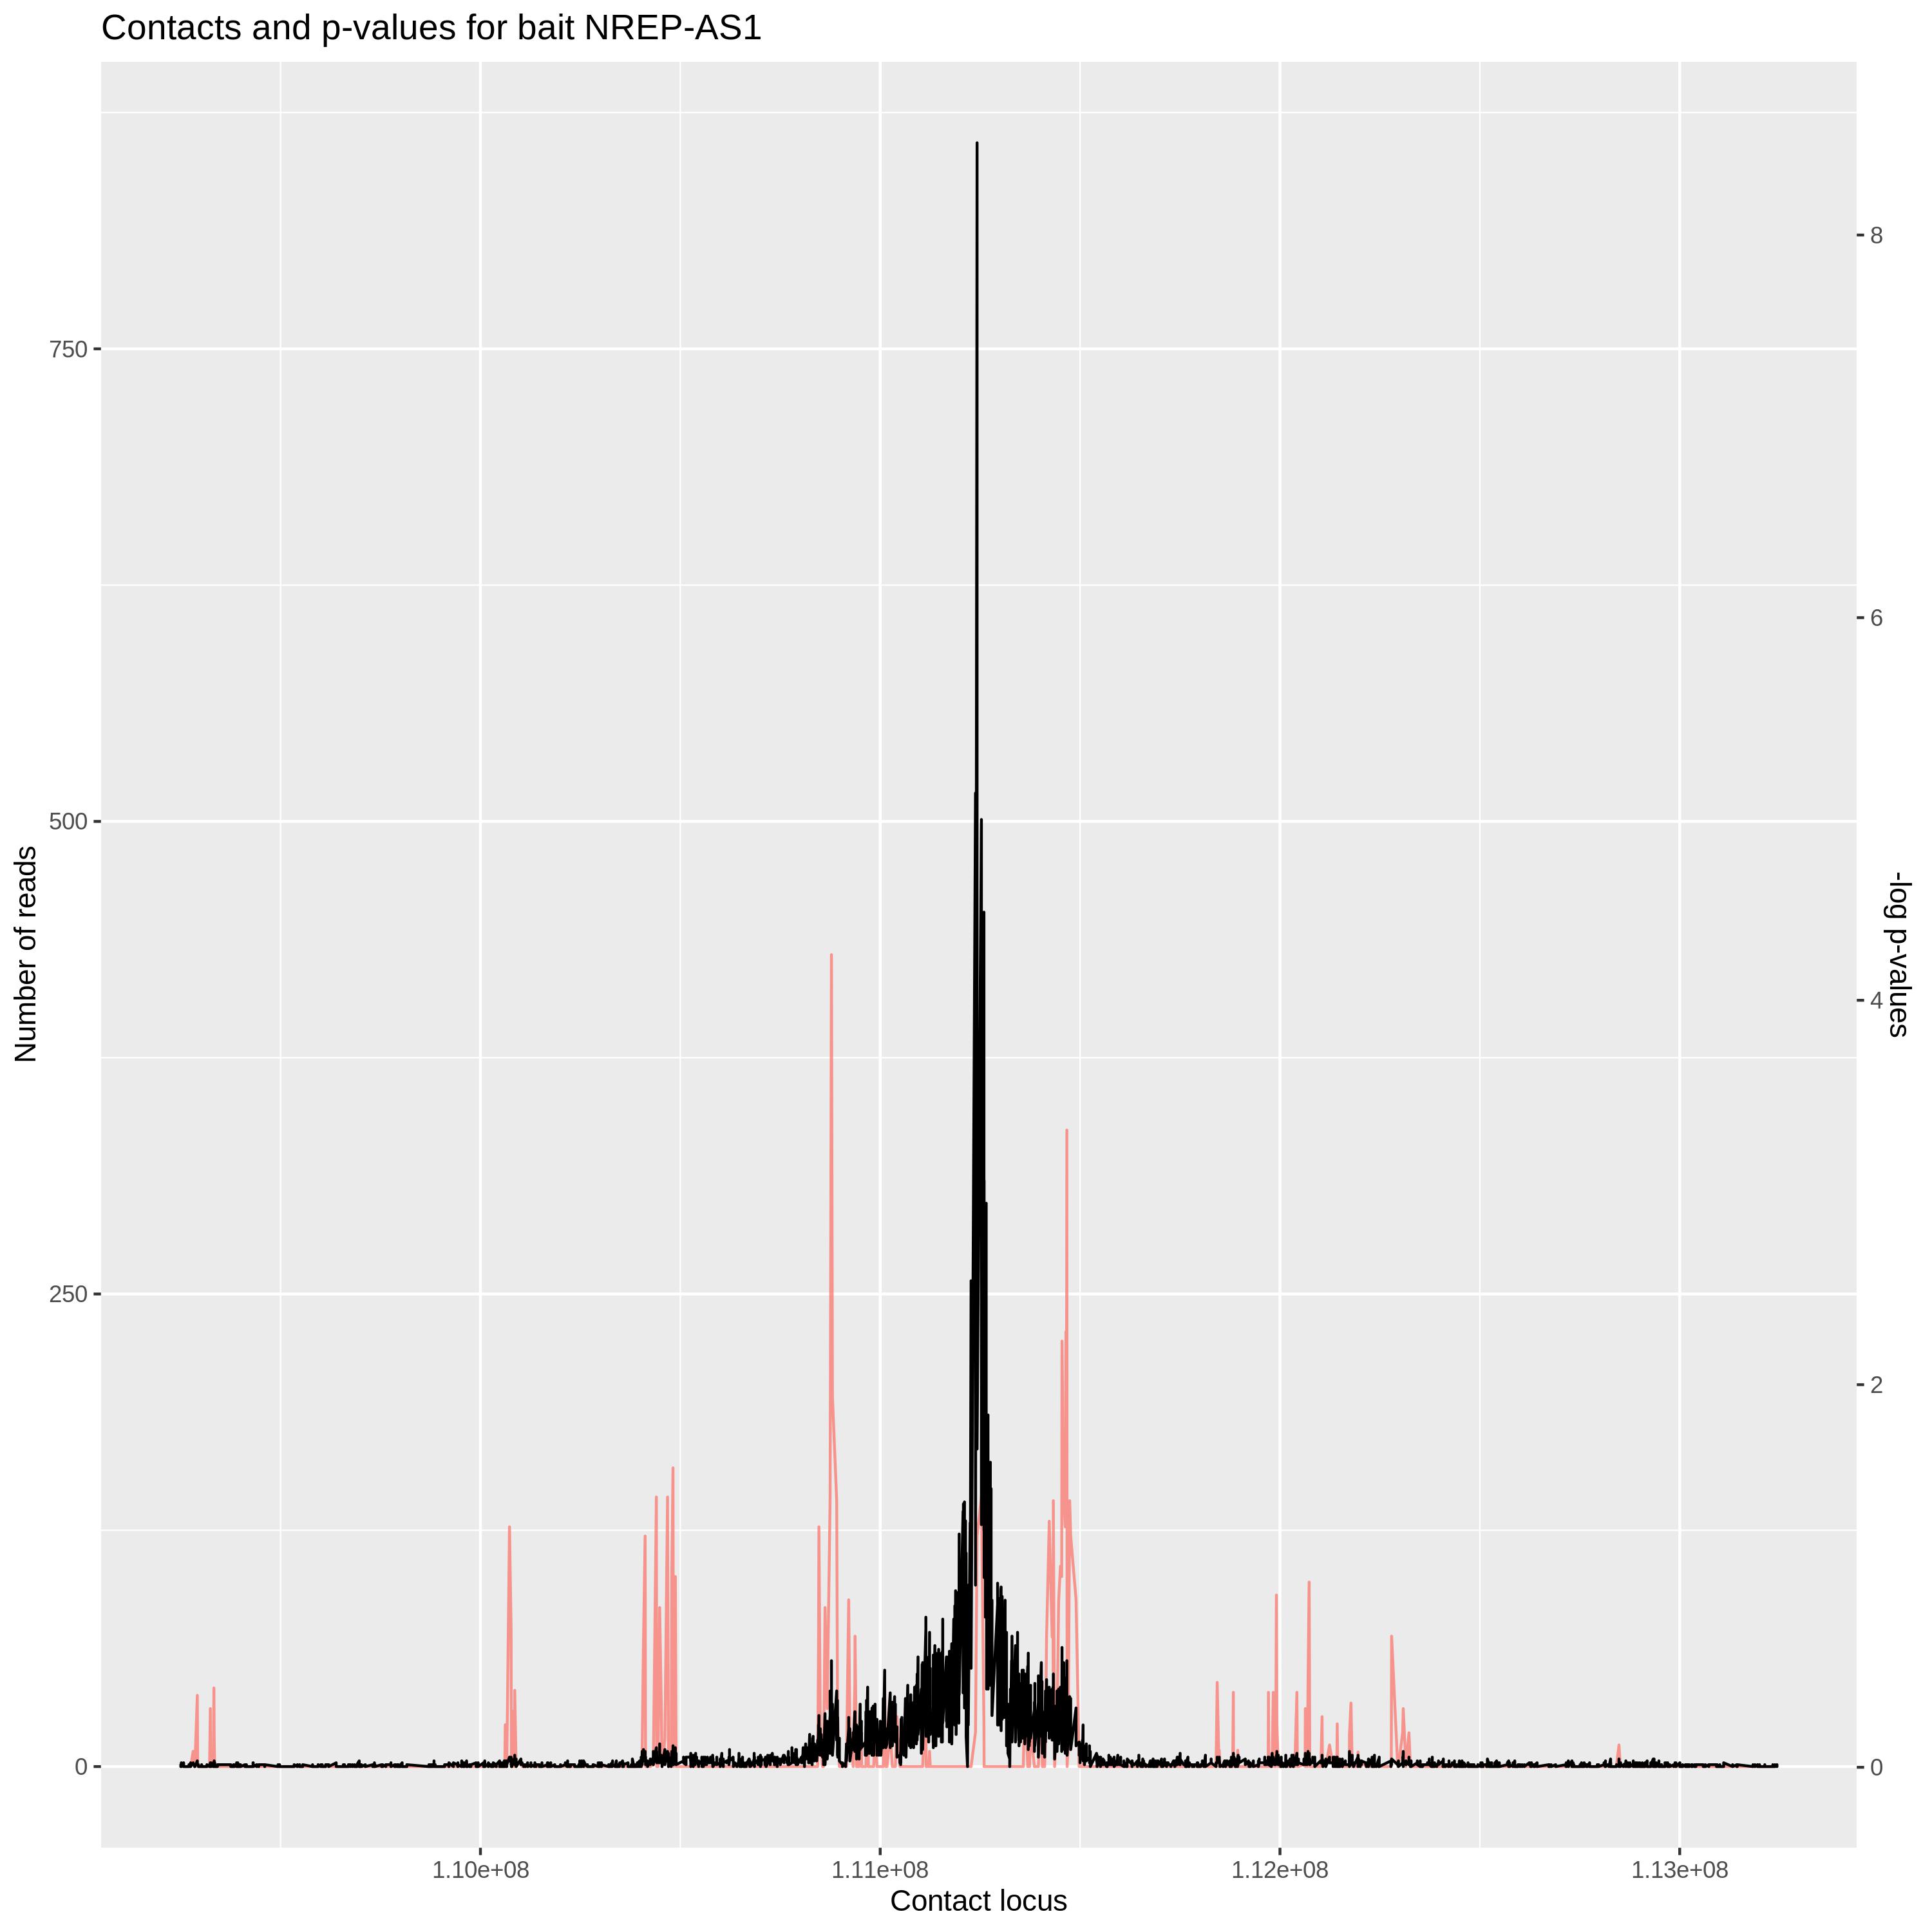 Contacts and p-values for bait NREP-AS1
750
500
250
0
Number of reads
8
6
4
2
0
-log p-values
1.10e+08
1.11e+08
1.12e+08
1.13e+08
Contact locus